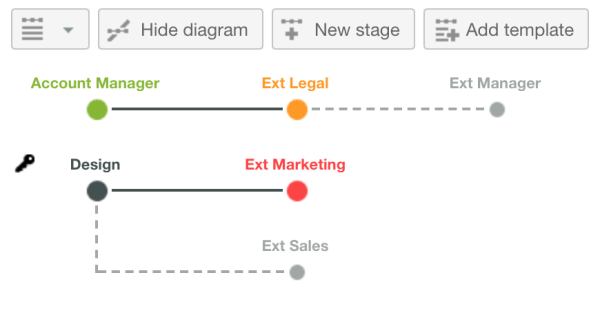 Hide diagram New stage Add template
Account Manager Ext Legal Ext Manager
Design Ext Marketing
Ext Sales